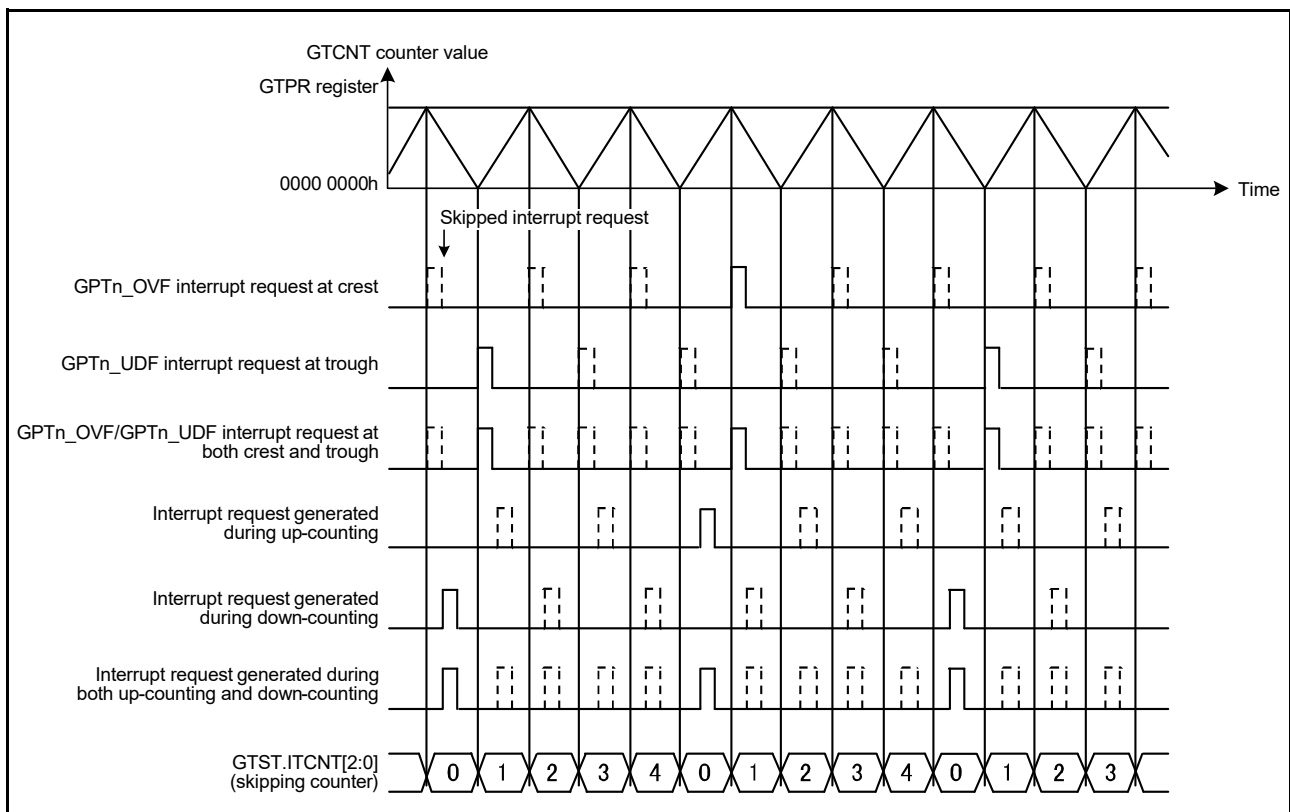 GTCNT counter value
GTPR register
0000 0000h
Time
Skipped interrupt request
GPTn_OVF interrupt request at crest
GPTn_UDF interrupt request at trough
GPTn_OVF/GPTn_UDF interrupt request at
both crest and trough
Interrupt request generated
during up-counting
Interrupt request generated
during down-counting
Interrupt request generated during
both up-counting and down-counting
GTST.ITCNT[2:0]
(skipping counter)
0 1 2 3 4 0 1 2 3 4 0 1 2 3